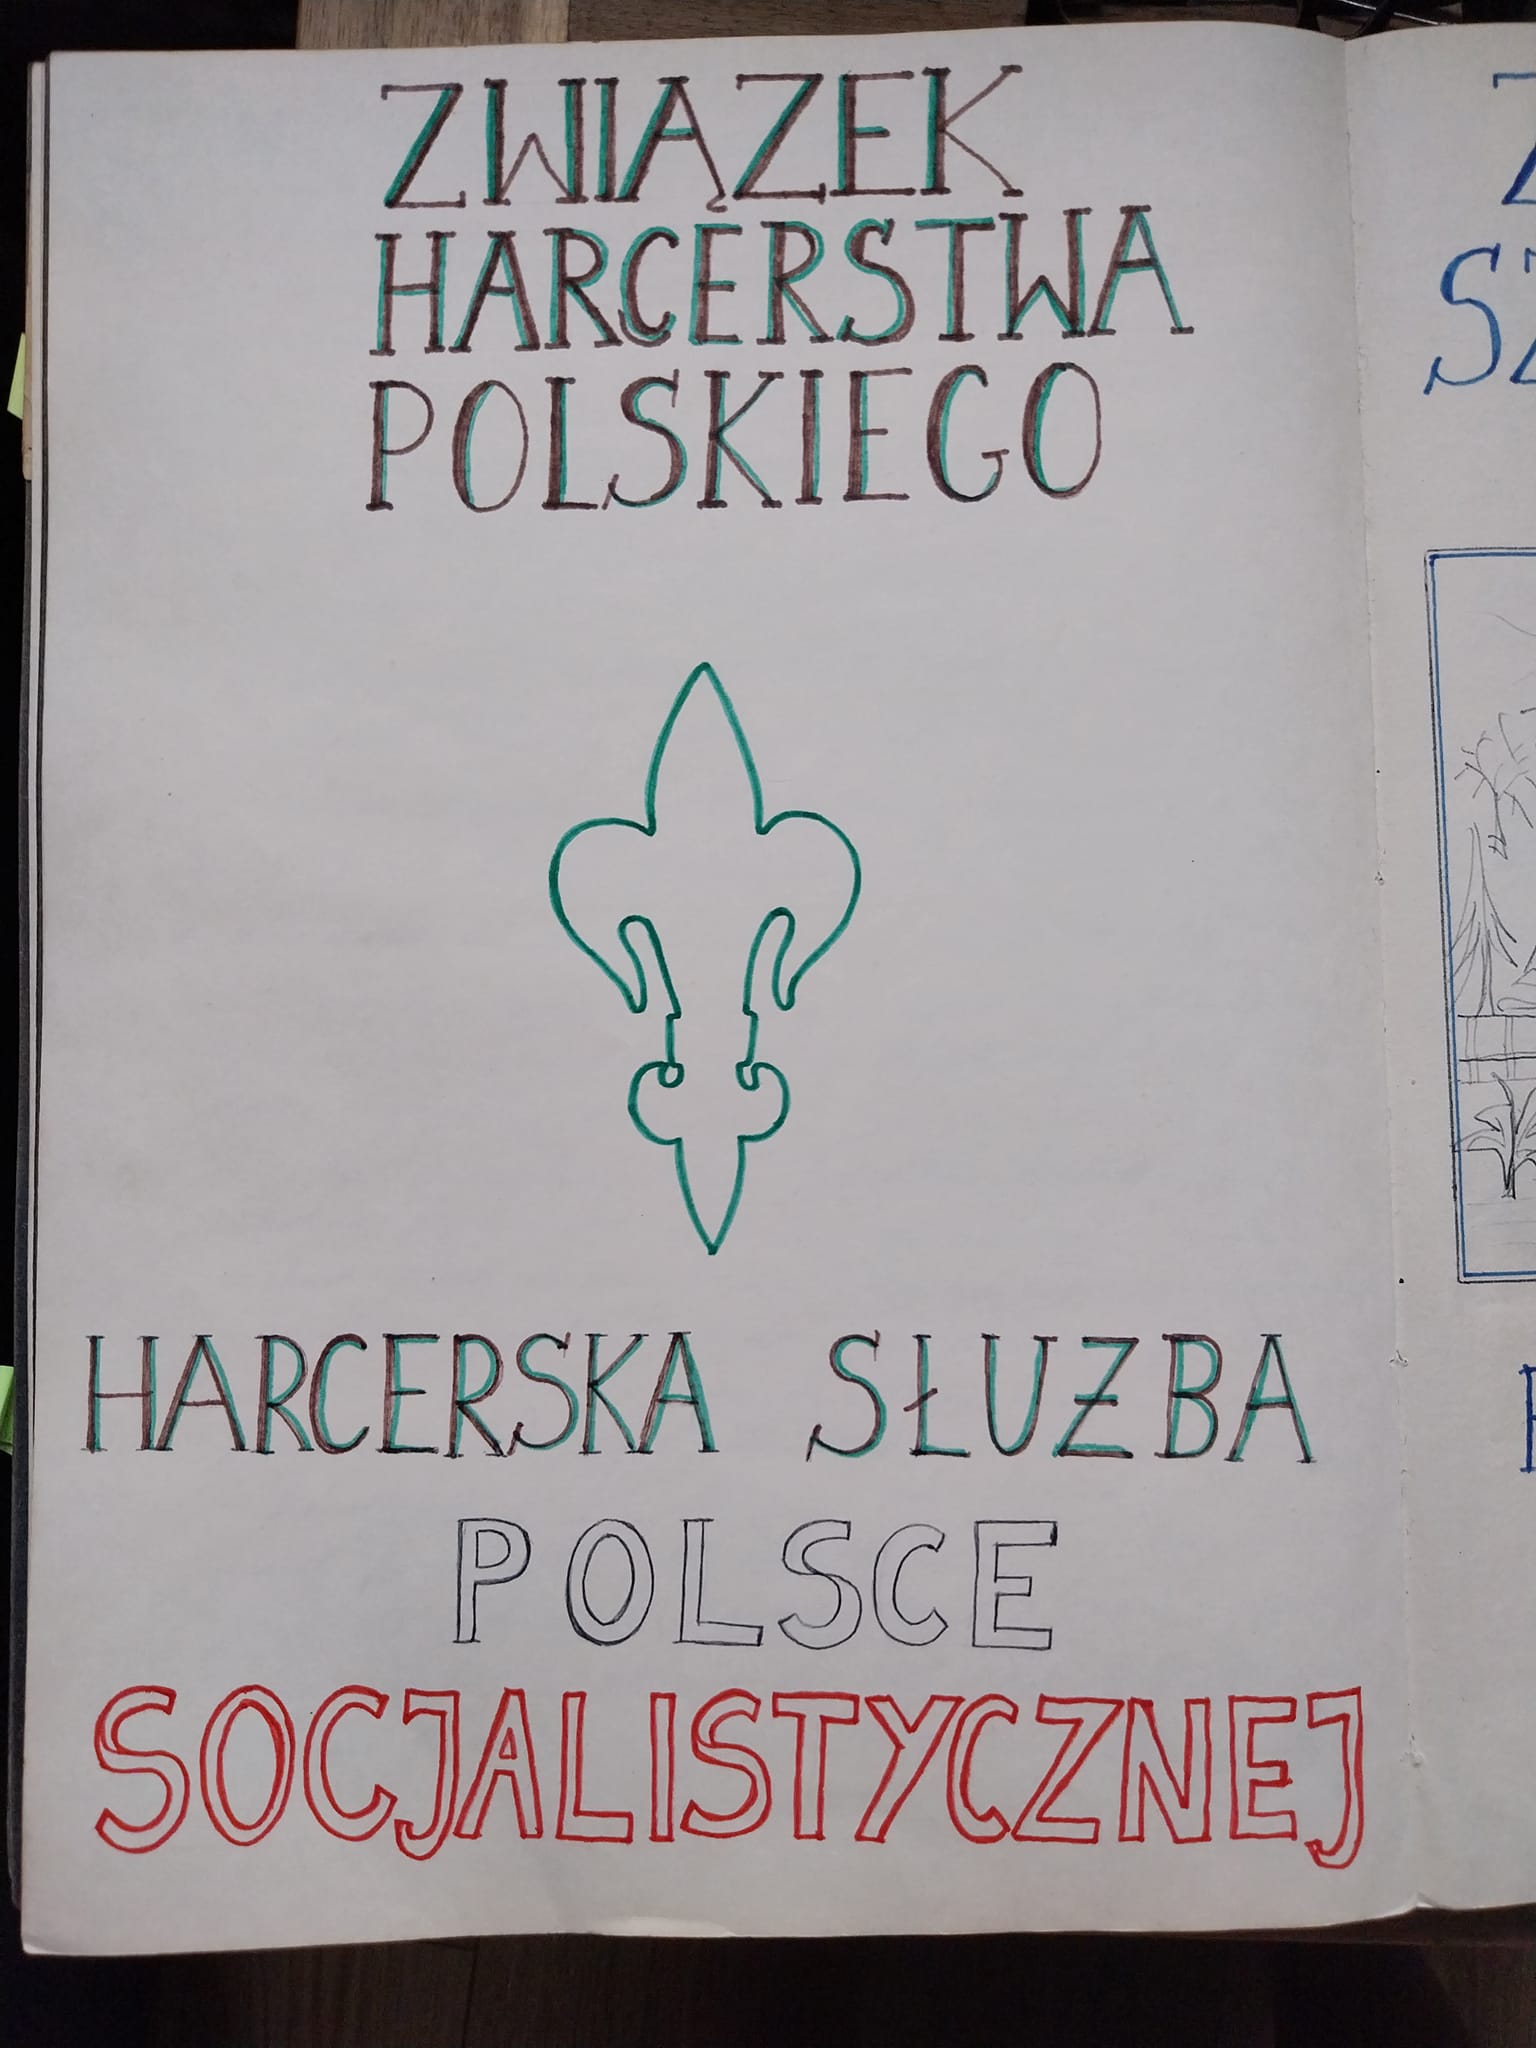 ZWIĄZEK
HARCERSTWA
POLSKIEGO
HARCERSKA SŁUŻBA
POLSCE
SOCJALISTYCZNEJ